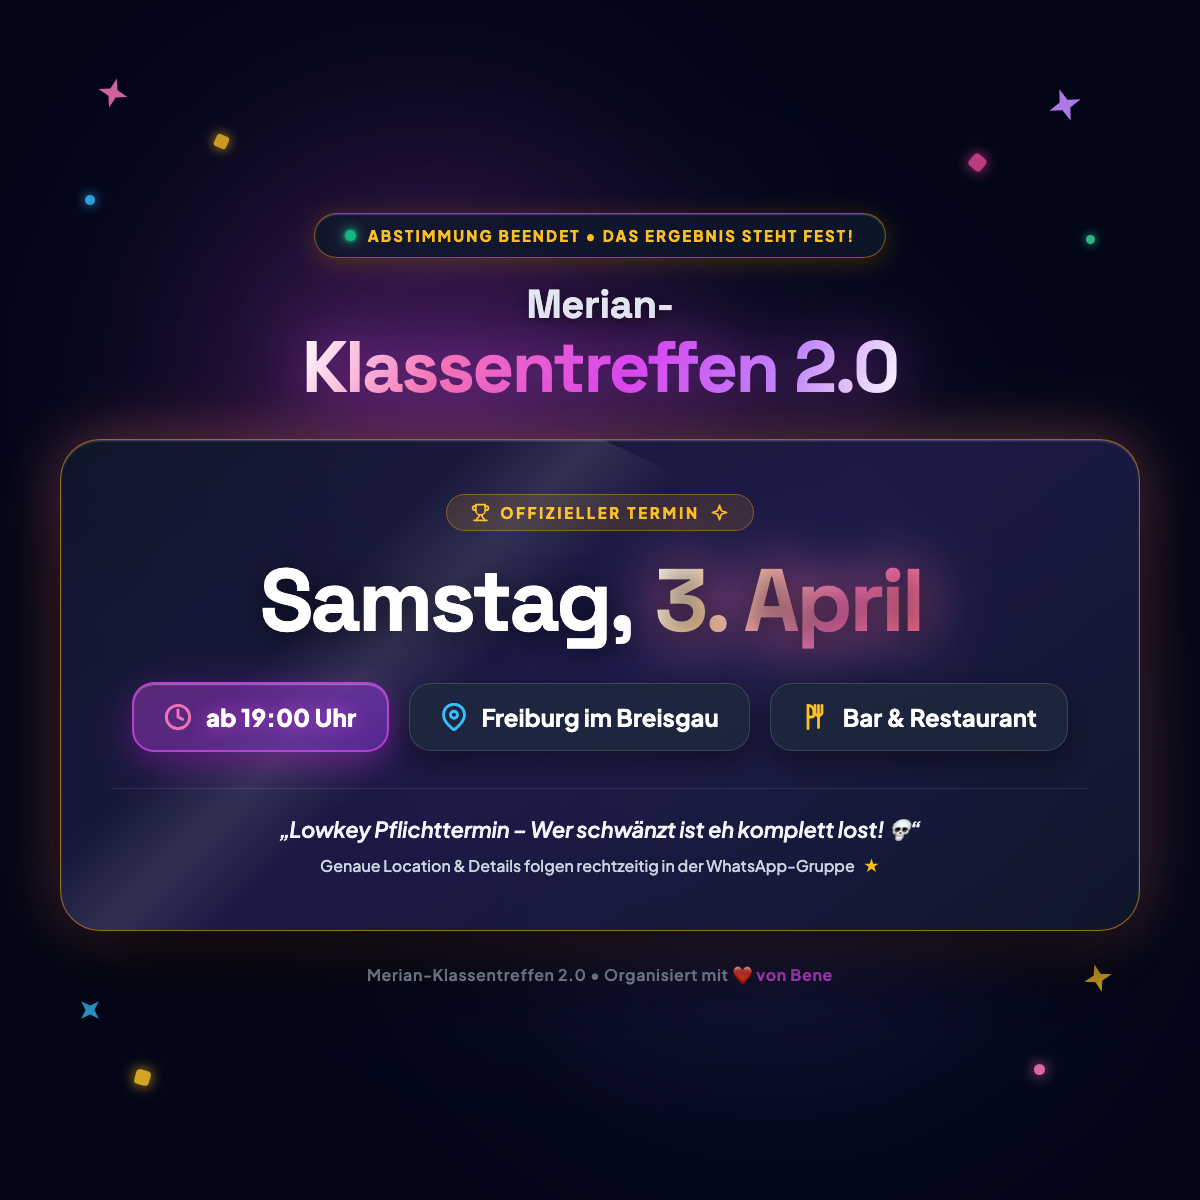 ABSTIMMUNG BEENDET • DAS ERGEBNIS STEHT FEST!
Merian-
Klassentreffen 2.0
OFFIZIELLER TERMIN
Samstag, 3. April
ab 19:00 Uhr
Freiburg im Breisgau
Bar & Restaurant
„Lowkey Pflichttermin – Wer schwänzt ist eh komplett lost! 💀“
Genaue Location & Details folgen rechtzeitig in der WhatsApp-Gruppe ★
Merian-Klassentreffen 2.0 • Organisiert mit ❤️ von Bene